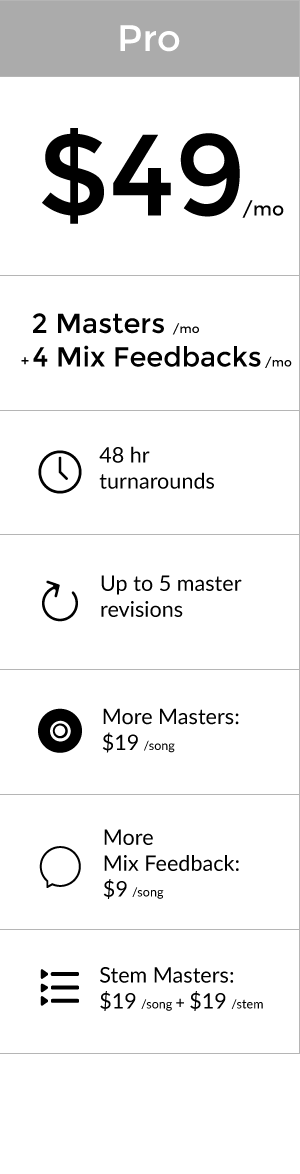 Pro
$49/mo
2 Masters /mo
+4 Mix Feedbacks/mo
48 hr
turnarounds
Up to 5 master
revisions
More Masters:
$19 /song
More
Mix Feedback:
$9 /song
Stem Masters:
$19 /song + $19 /stem